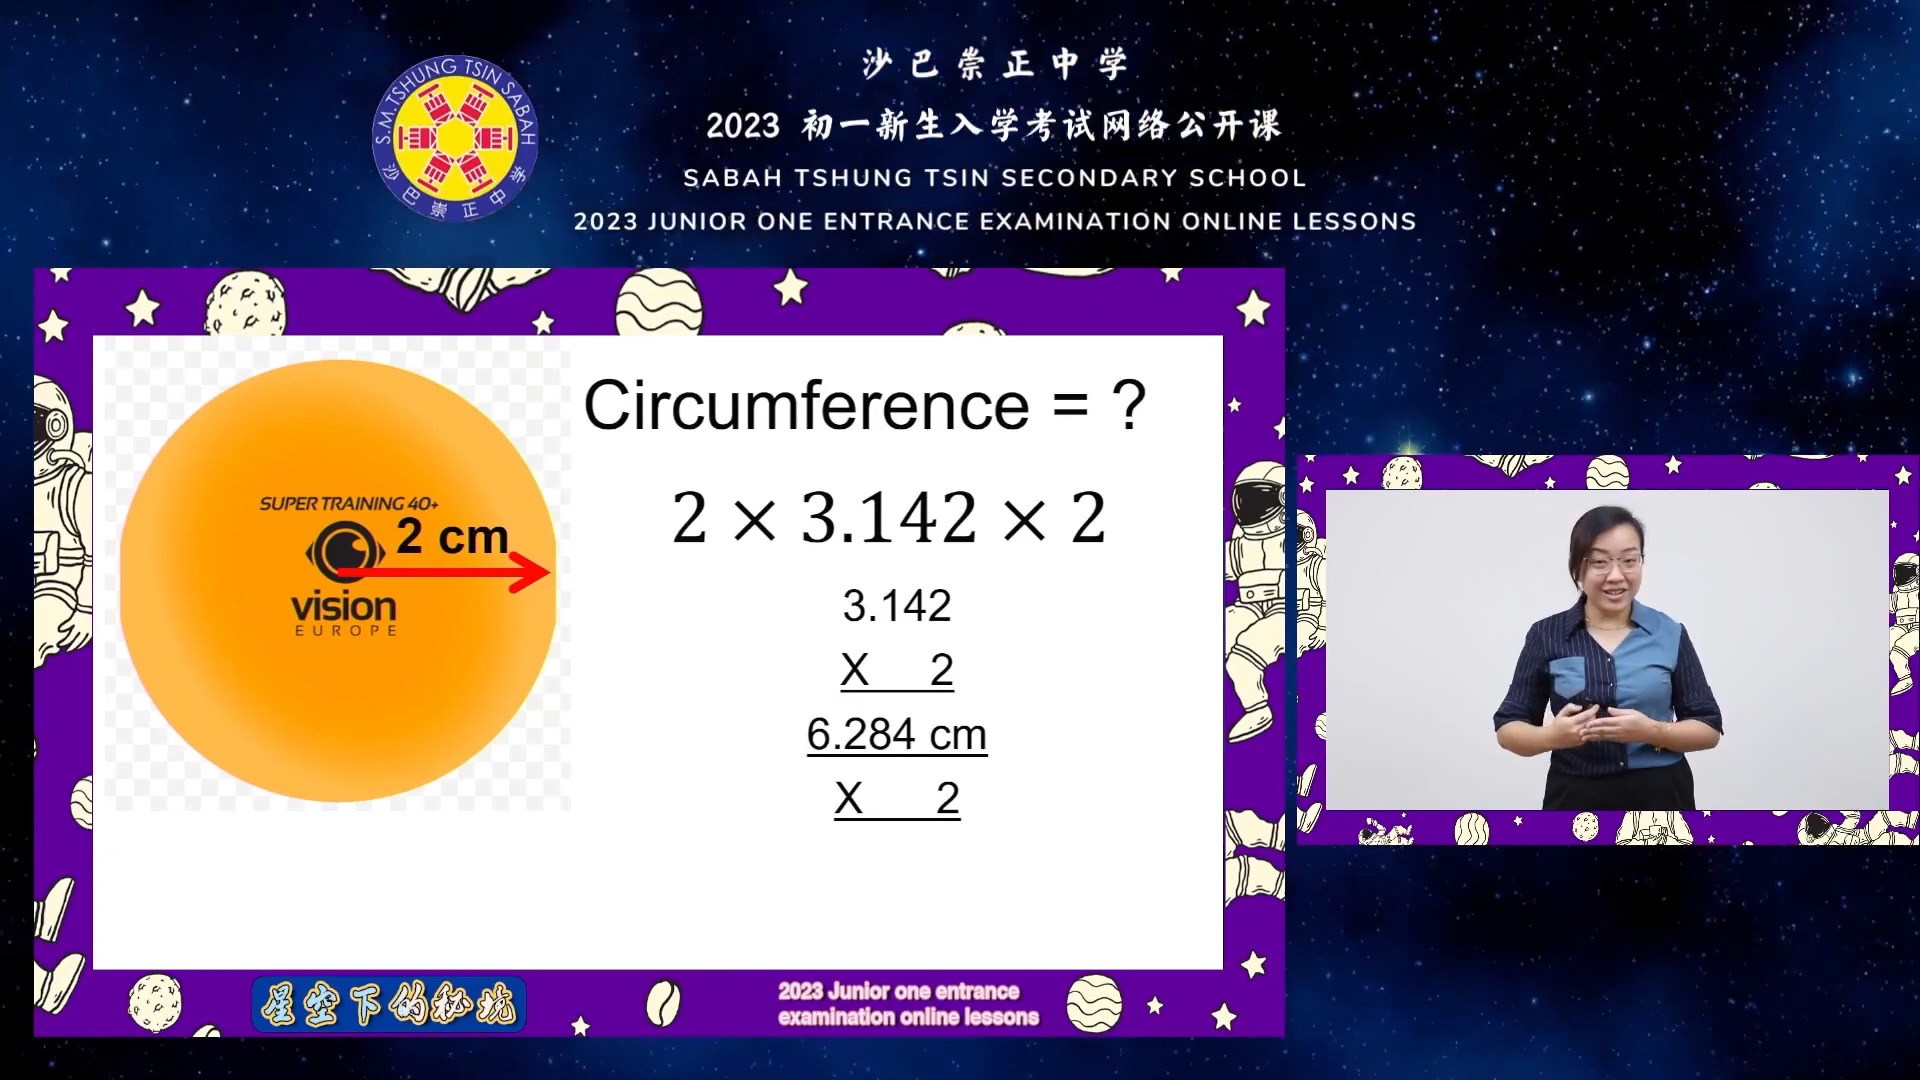 沙巴崇正中学
2023 初一新生入学考试网络公开课
SABAH TSHUNG TSIN SECONDARY SCHOOL
2023 JUNIOR ONE ENTRANCE EXAMINATION ONLINE LESSONS
S.M. TSHUNG TSIN SABAH
沙巴崇正中学
Circumference = ?
2 × 3.142 × 2
3.142
X 2
6.284 cm
X 2
SUPER TRAINING 40+
2 cm
vision
EUROPE
星空下的秘境
2023 Junior one entrance
examination online lessons